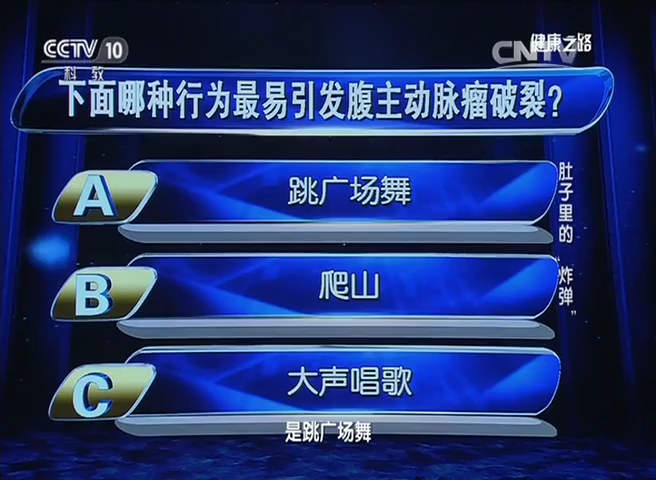 CCTV 10
科教
CNTV
健康之路
下面哪种行为最易引发腹主动脉瘤破裂?
A 跳广场舞
B 爬山
C 大声唱歌
肚子里的“炸弹”
是跳广场舞